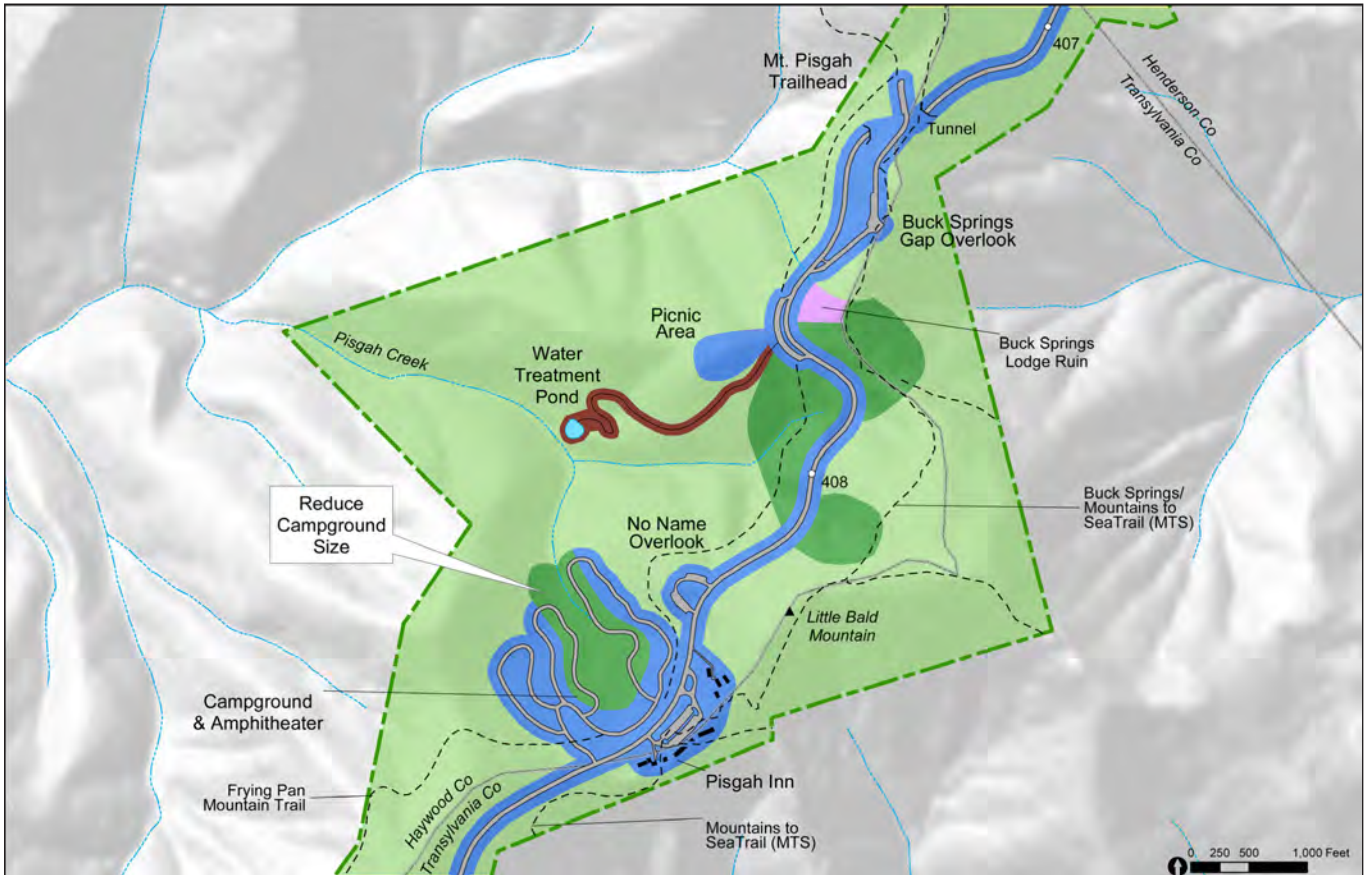 407
Mt. Pisgah
Trailhead
Henderson Co
Transylvania Co
Tunnel
Buck Springs
Gap Overlook
Picnic
Area
Buck Springs
Lodge Ruin
Pisgah Creek
Water
Treatment
Pond
408
Reduce
Campground
Size
No Name
Overlook
Buck Springs/
Mountains to
SeaTrail (MTS)
Little Bald
Mountain
Campground
& Amphitheater
Pisgah Inn
Frying Pan
Mountain Trail
Haywood Co
Transylvania Co
Mountains to
SeaTrail (MTS)
0 250 500 1,000 Feet